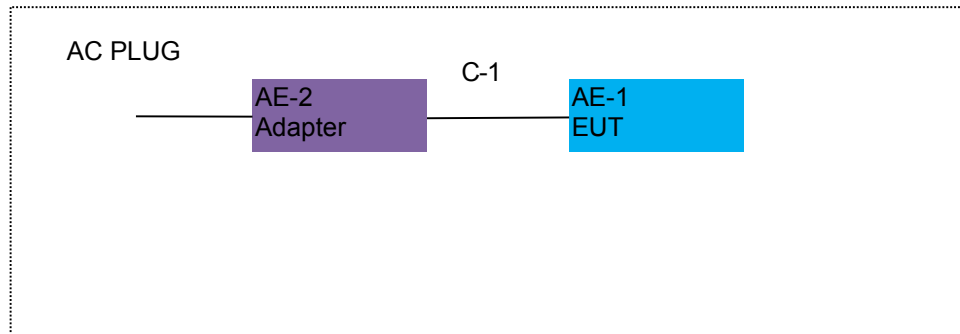 AC PLUG
C-1
AE-2
Adapter
AE-1
EUT